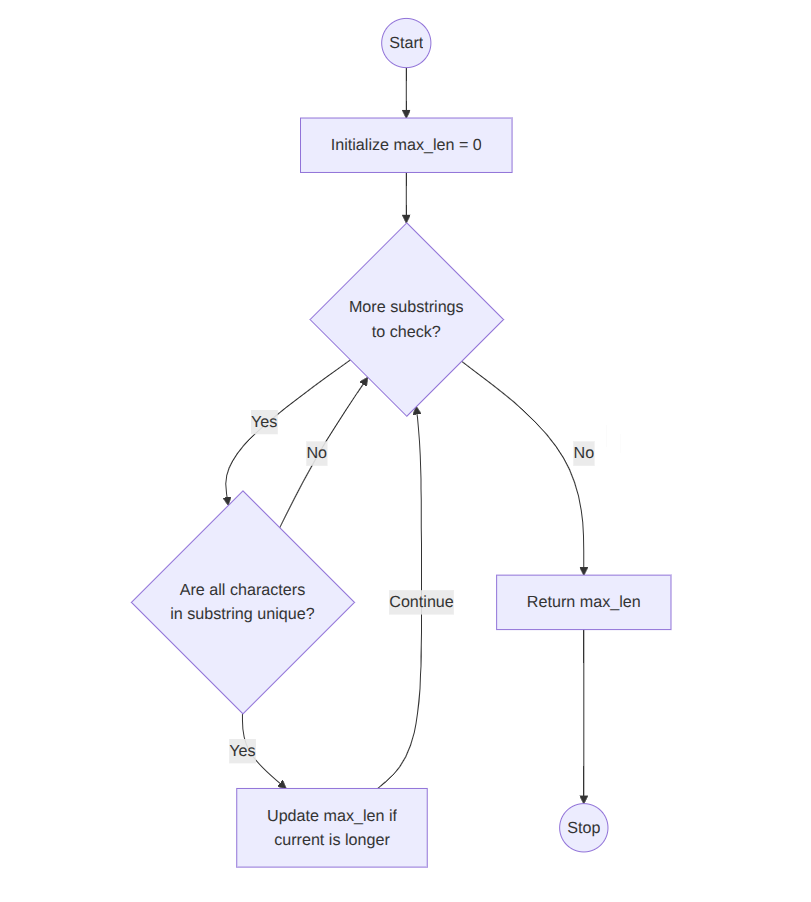 Start
Initialize max_len = 0
More substrings
to check?
Yes
No
No
Are all characters
in substring unique?
Continue
Return max_len
Yes
Update max_len if
current is longer
Stop